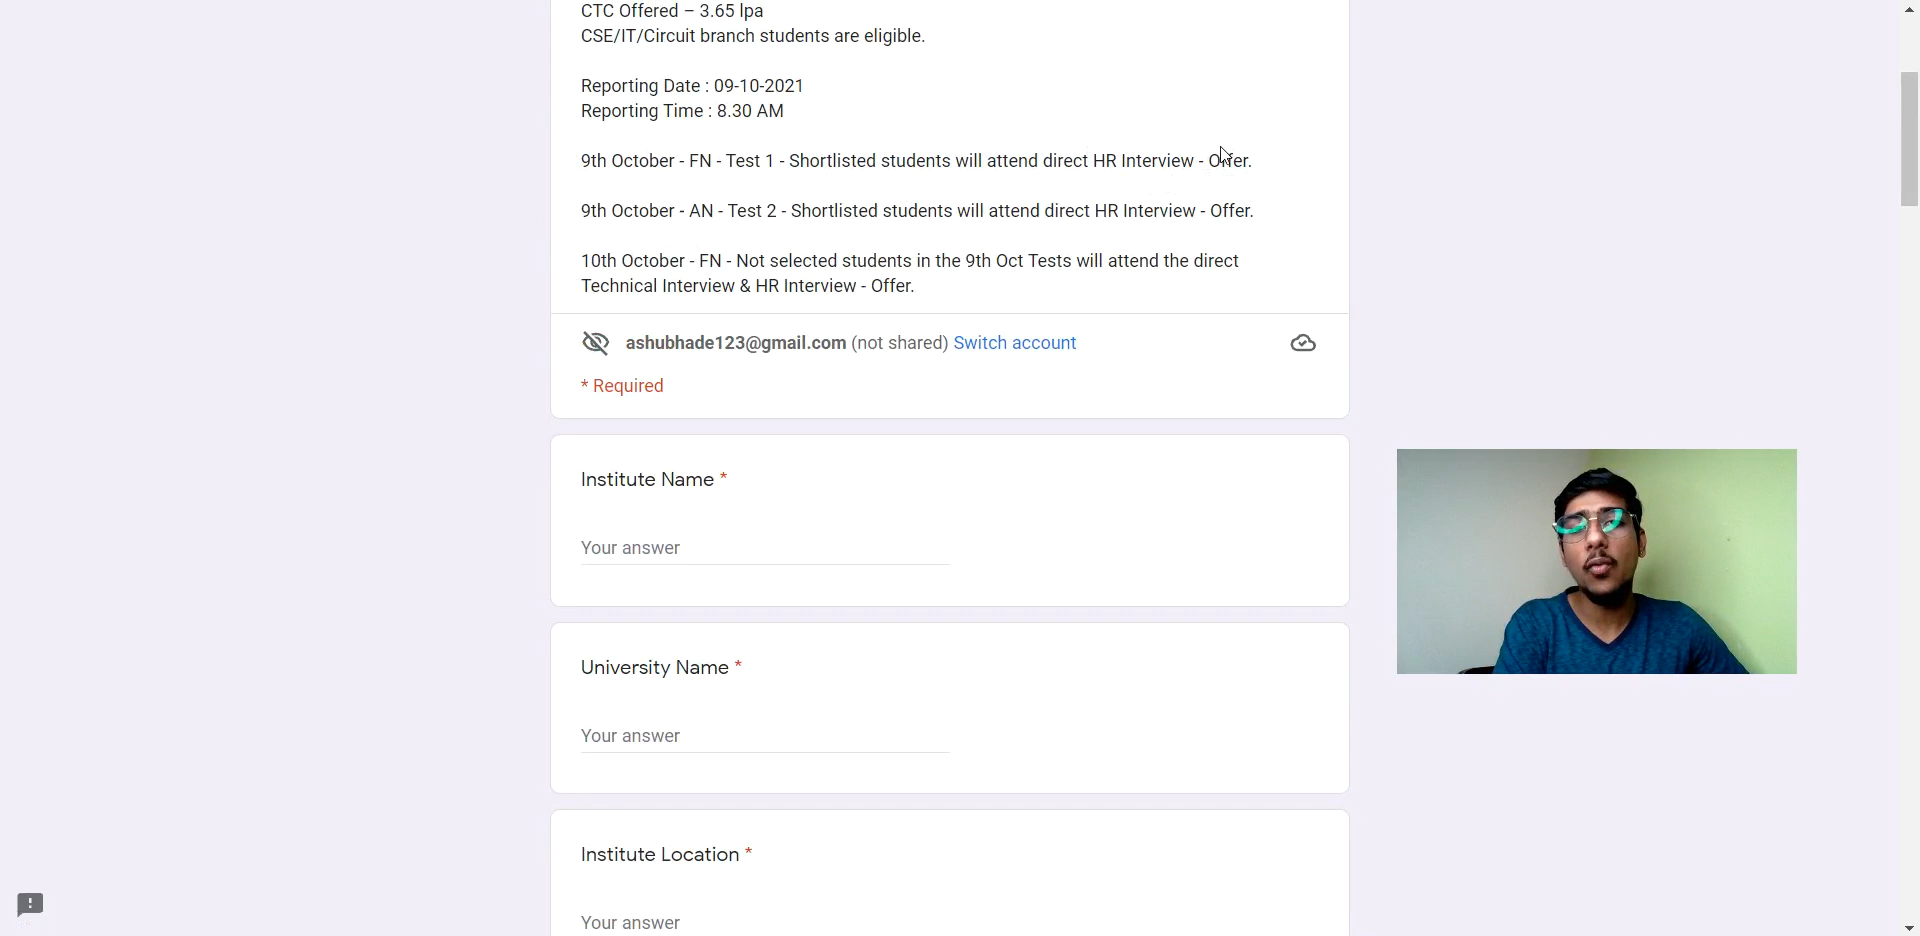 CTC Offered – 3.65 lpa
CSE/IT/Circuit branch students are eligible.
Reporting Date : 09-10-2021
Reporting Time : 8.30 AM
9th October - FN - Test 1 - Shortlisted students will attend direct HR Interview - Offer.
9th October - AN - Test 2 - Shortlisted students will attend direct HR Interview - Offer.
10th October - FN - Not selected students in the 9th Oct Tests will attend the direct
Technical Interview & HR Interview - Offer.
ashubhade123@gmail.com (not shared) Switch account
* Required
Institute Name *
Your answer
University Name *
Your answer
Institute Location *
Your answer